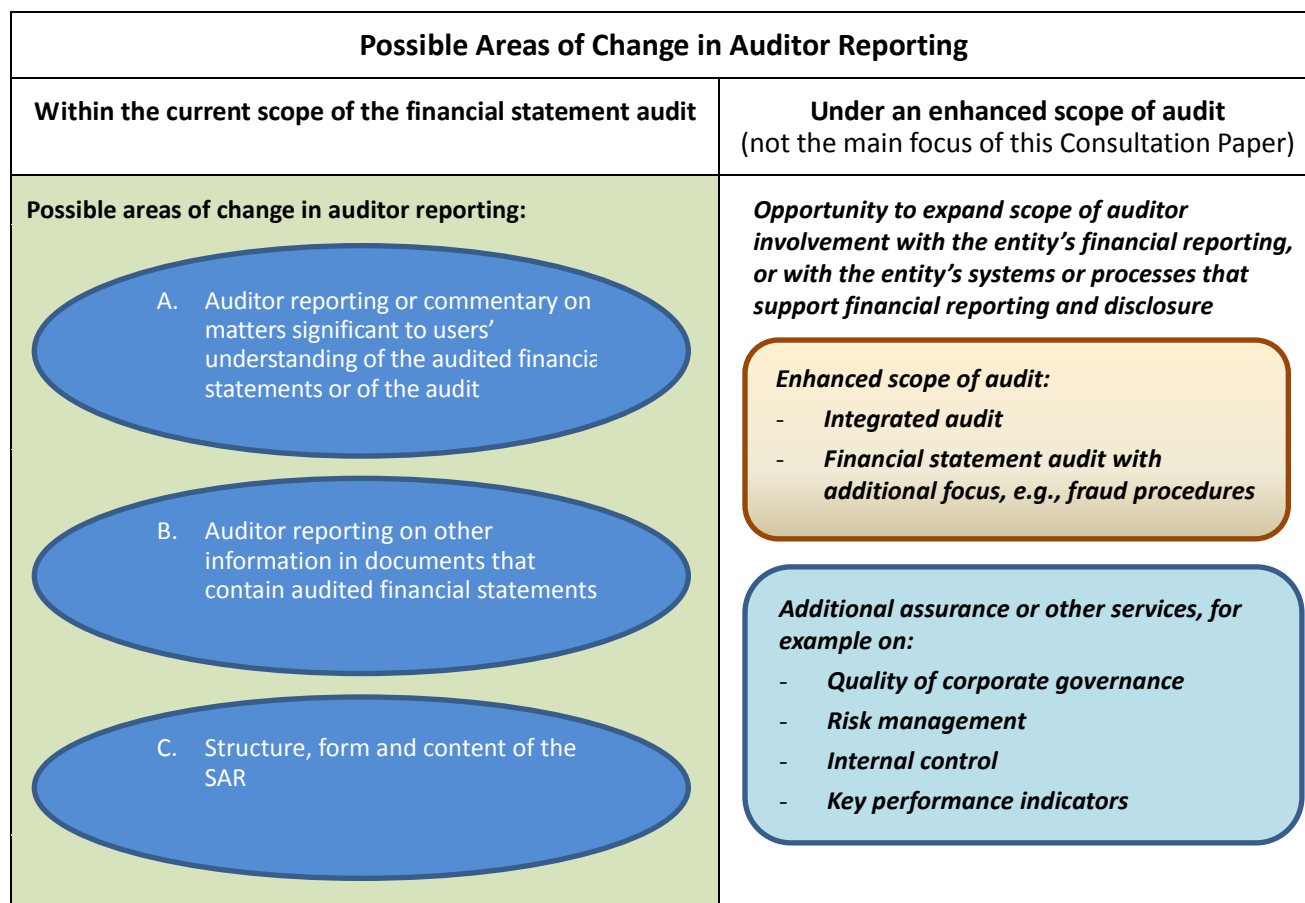 Possible Areas of Change in Auditor Reporting
Within the current scope of the financial statement audit
Under an enhanced scope of audit
(not the main focus of this Consultation Paper)
Possible areas of change in auditor reporting:
A. Auditor reporting or commentary on
matters significant to users’
understanding of the audited financia
statements or of the audit
B. Auditor reporting on other
information in documents that
contain audited financial statements
C. Structure, form and content of the
SAR
Opportunity to expand scope of auditor
involvement with the entity’s financial reporting,
or with the entity’s systems or processes that
support financial reporting and disclosure
Enhanced scope of audit:
- Integrated audit
- Financial statement audit with
additional focus, e.g., fraud procedures
Additional assurance or other services, for
example on:
- Quality of corporate governance
- Risk management
- Internal control
- Key performance indicators